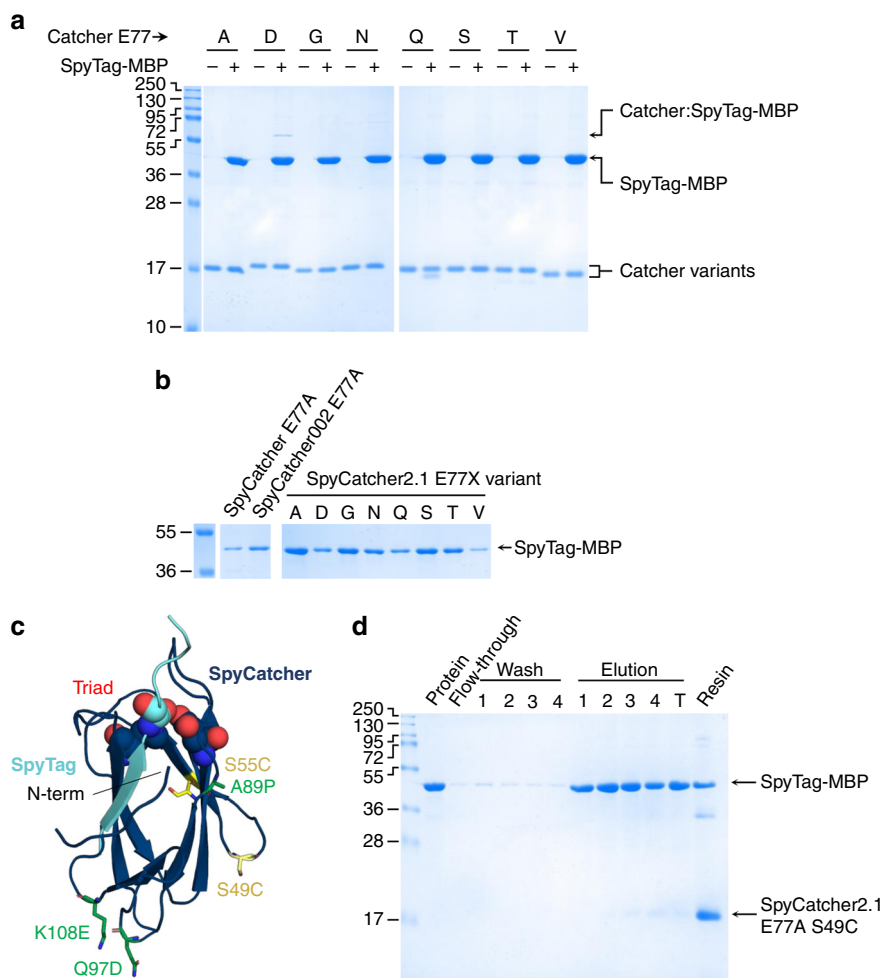 a
Catcher E77→ A D G N Q S T V
SpyTag-MBP – + – + – + – + – + – + – + – +
250
130
95
72
55
36
28
17
10
Catcher:SpyTag-MBP
SpyTag-MBP
Catcher variants
b
SpyCatcher E77A
SpyCatcher002 E77A
SpyCatcher2.1 E77X variant
A D G N Q S T V
55
36
SpyTag-MBP
c
SpyCatcher
Triad
SpyTag
N-term
S55C
A89P
S49C
K108E
Q97D
d
Protein
Flow-through
Wash
1 2 3 4
Elution
1 2 3 4 T
Resin
250
130
95
72
55
36
28
17
SpyTag-MBP
SpyCatcher2.1
E77A S49C